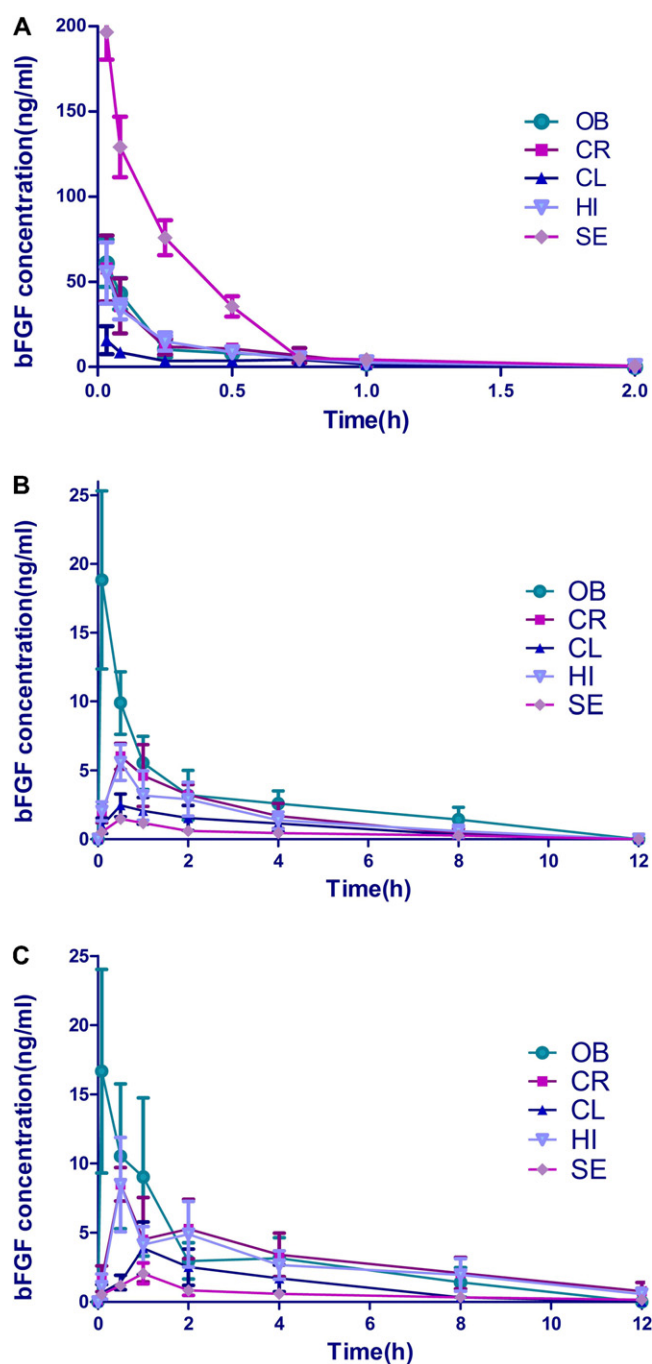 A
200
150
100
50
0
bFGF concentration(ng/ml)
OB
CR
CL
HI
SE
0.0 0.5 1.0 1.5 2.0
Time(h)
B
25
20
15
10
5
0
bFGF concentration(ng/ml)
OB
CR
CL
HI
SE
0 2 4 6 8 10 12
Time(h)
C
25
20
15
10
5
0
bFGF concentration(ng/ml)
OB
CR
CL
HI
SE
0 2 4 6 8 10 12
Time(h)